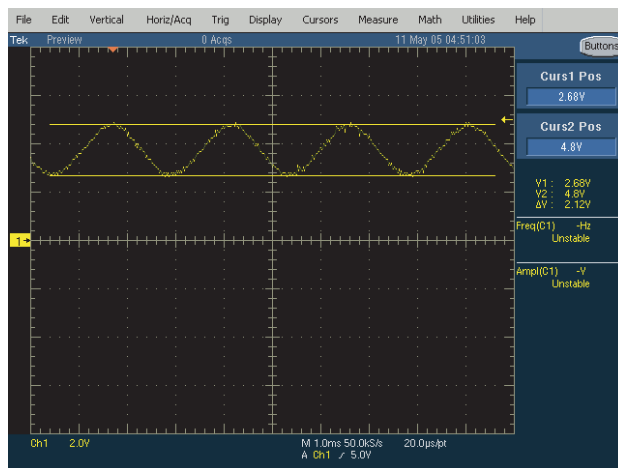 File Edit Vertical Horiz/Acq Trig Display Cursors Measure Math Utilities Help
Tek Preview 0 Acqs 11 May 05 04:51:03
Buttons
Curs1 Pos
2.68V
Curs2 Pos
4.8V
V1: 2.68V
V2: 4.8V
ΔV: 2.12V
Freq(C1) -Hz
Unstable
1
Ampl(C1) -V
Unstable
Ch1 2.0V M 1.0ms 50.0kS/s 20.0µs/pt
A Ch1 5.0V